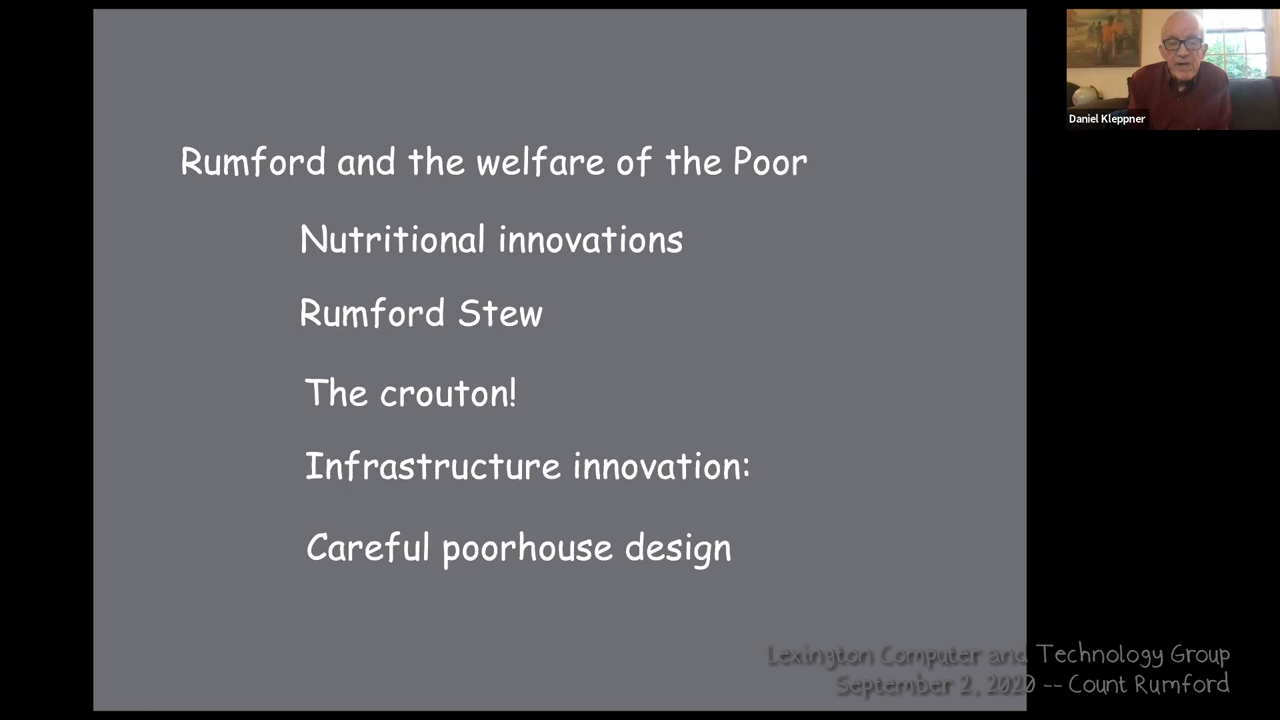 Rumford and the welfare of the Poor
Nutritional innovations
Rumford Stew
The crouton!
Infrastructure innovation:
Careful poorhouse design
Daniel Kleppner
Lexington Computer and Technology Group
September 2, 2020 -- Count Rumford